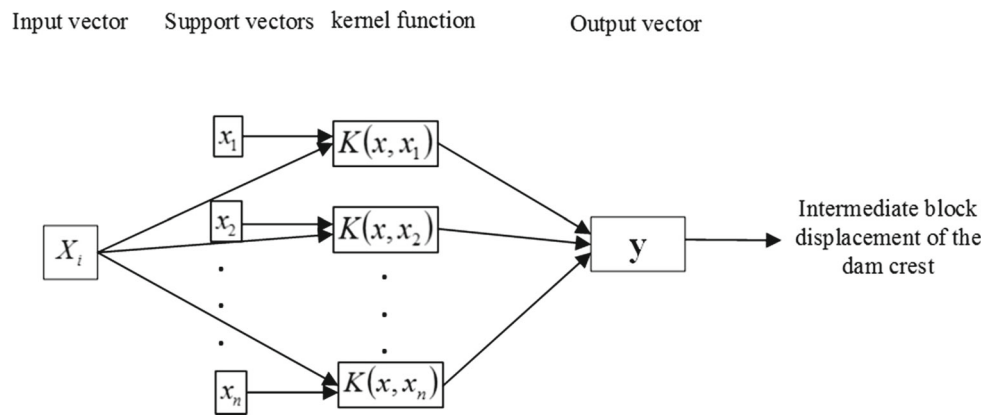 Input vector Support vectors kernel function Output vector
x₁ K(x, x₁)
x₂ K(x, x₂)
Xᵢ
y
Intermediate block
displacement of the
dam crest
xₙ K(x, xₙ)